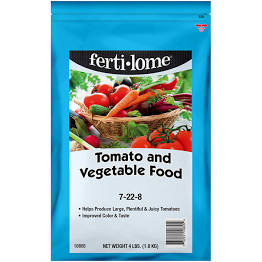 ferti·lome
Tomato and
Vegetable Food
7-22-8
• Helps Produce Large, Plentiful & Juicy Tomatoes
• Improved Color & Taste
NET WEIGHT 4 LBS. (1.8 KG)